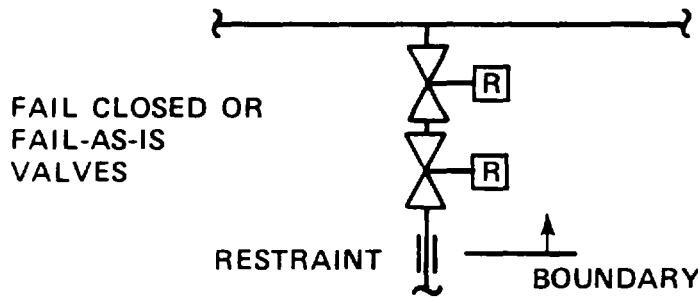 R
FAIL CLOSED OR
FAIL-AS-IS
VALVES
R
RESTRAINT
BOUNDARY